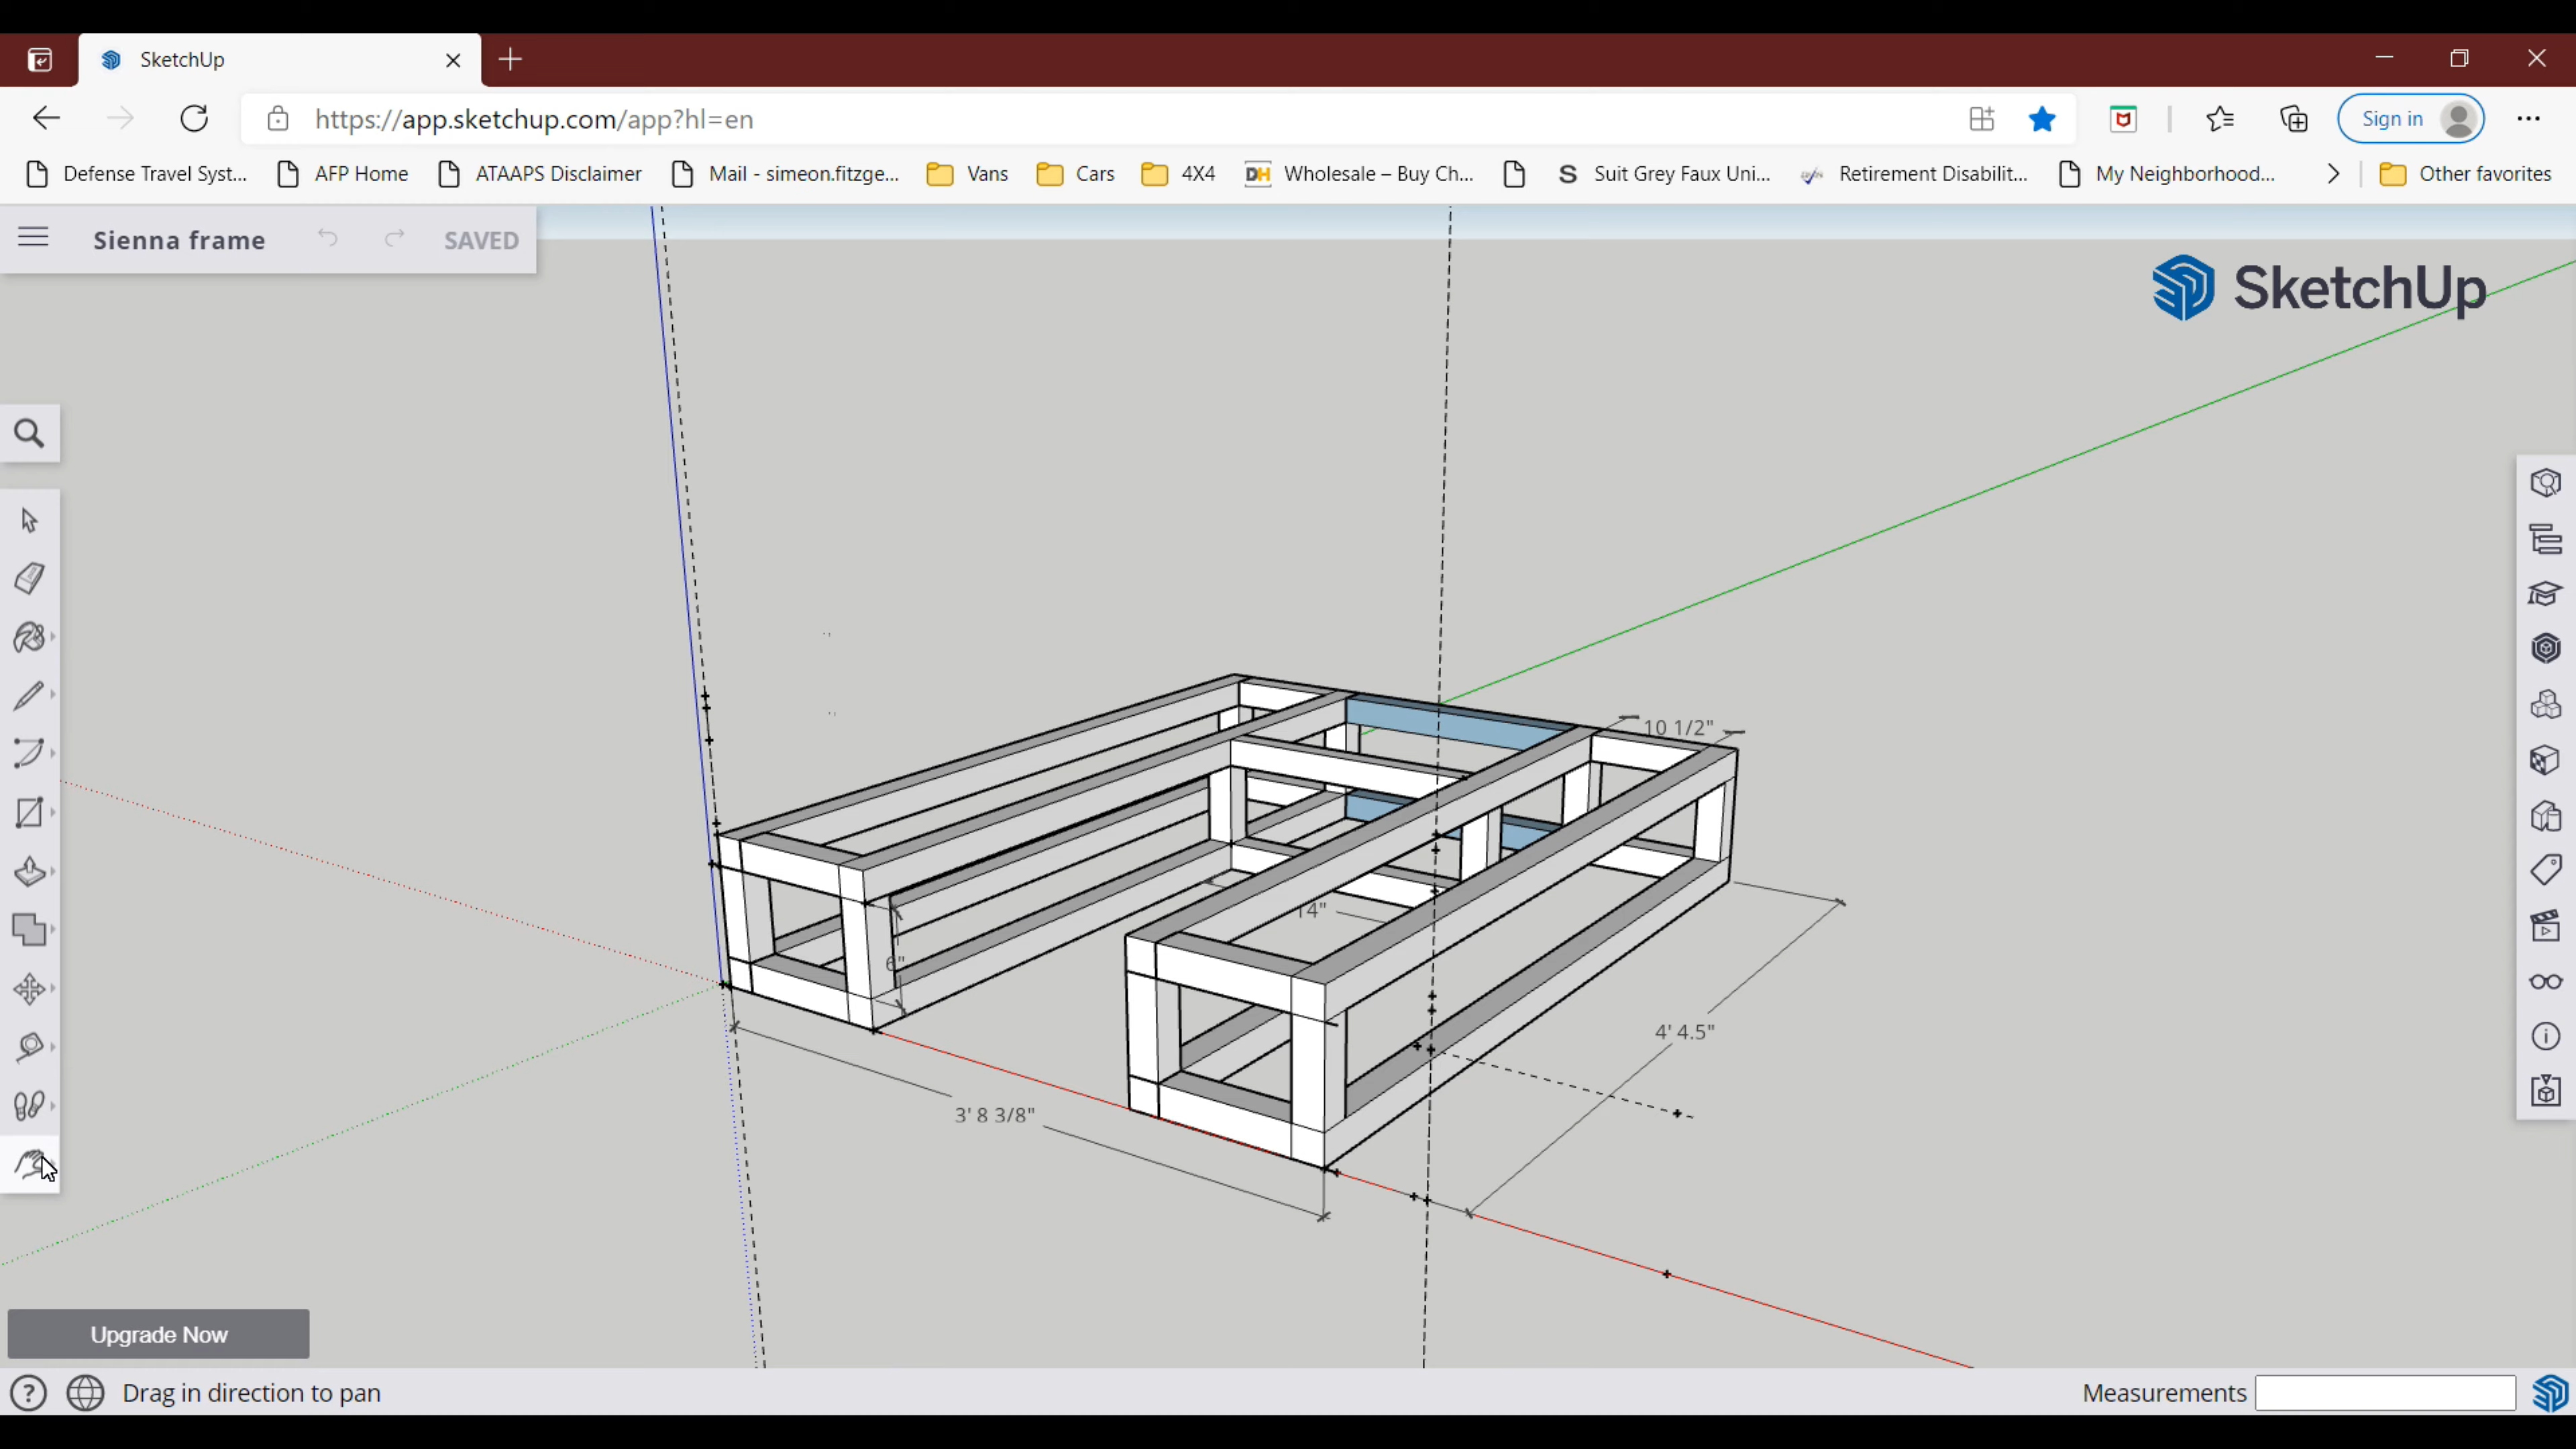 SketchUp
https://app.sketchup.com/app?hl=en
Sign in
Defense Travel Syst... AFP Home ATAAPS Disclaimer Mail - simeon.fitzge... Vans Cars 4X4 DH Wholesale – Buy Ch... S Suit Grey Faux Uni... Retirement Disabilit... My Neighborhood... Other favorites
Sienna frame SAVED
SketchUp
10 1/2"
14"
6"
4' 4.5"
3' 8 3/8"
Upgrade Now
? Drag in direction to pan Measurements